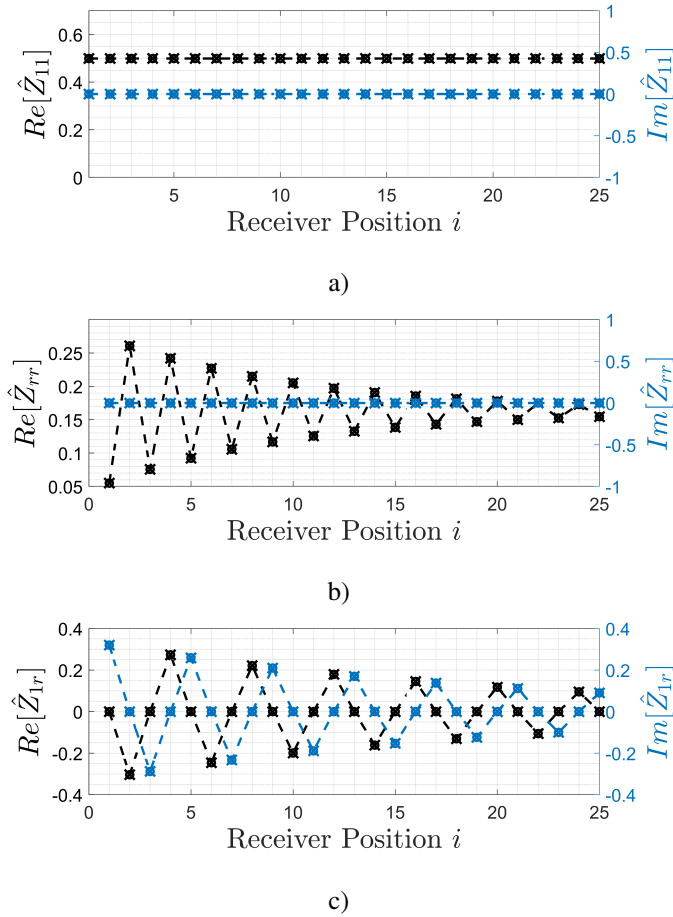 0.6
0.4
0.2
0
Re[Ẑ₁₁]
1
0.5
0
-0.5
-1
Im[Ẑ₁₁]
5 10 15 20 25
Receiver Position i
a)
0.25
0.2
0.15
0.1
0.05
Re[Ẑᵣᵣ]
1
0.5
0
-0.5
-1
Im[Ẑᵣᵣ]
0 5 10 15 20 25
Receiver Position i
b)
0.4
0.2
0
-0.2
-0.4
Re[Ẑ₁ᵣ]
0.4
0.2
0
-0.2
-0.4
Im[Ẑ₁ᵣ]
0 5 10 15 20 25
Receiver Position i
c)